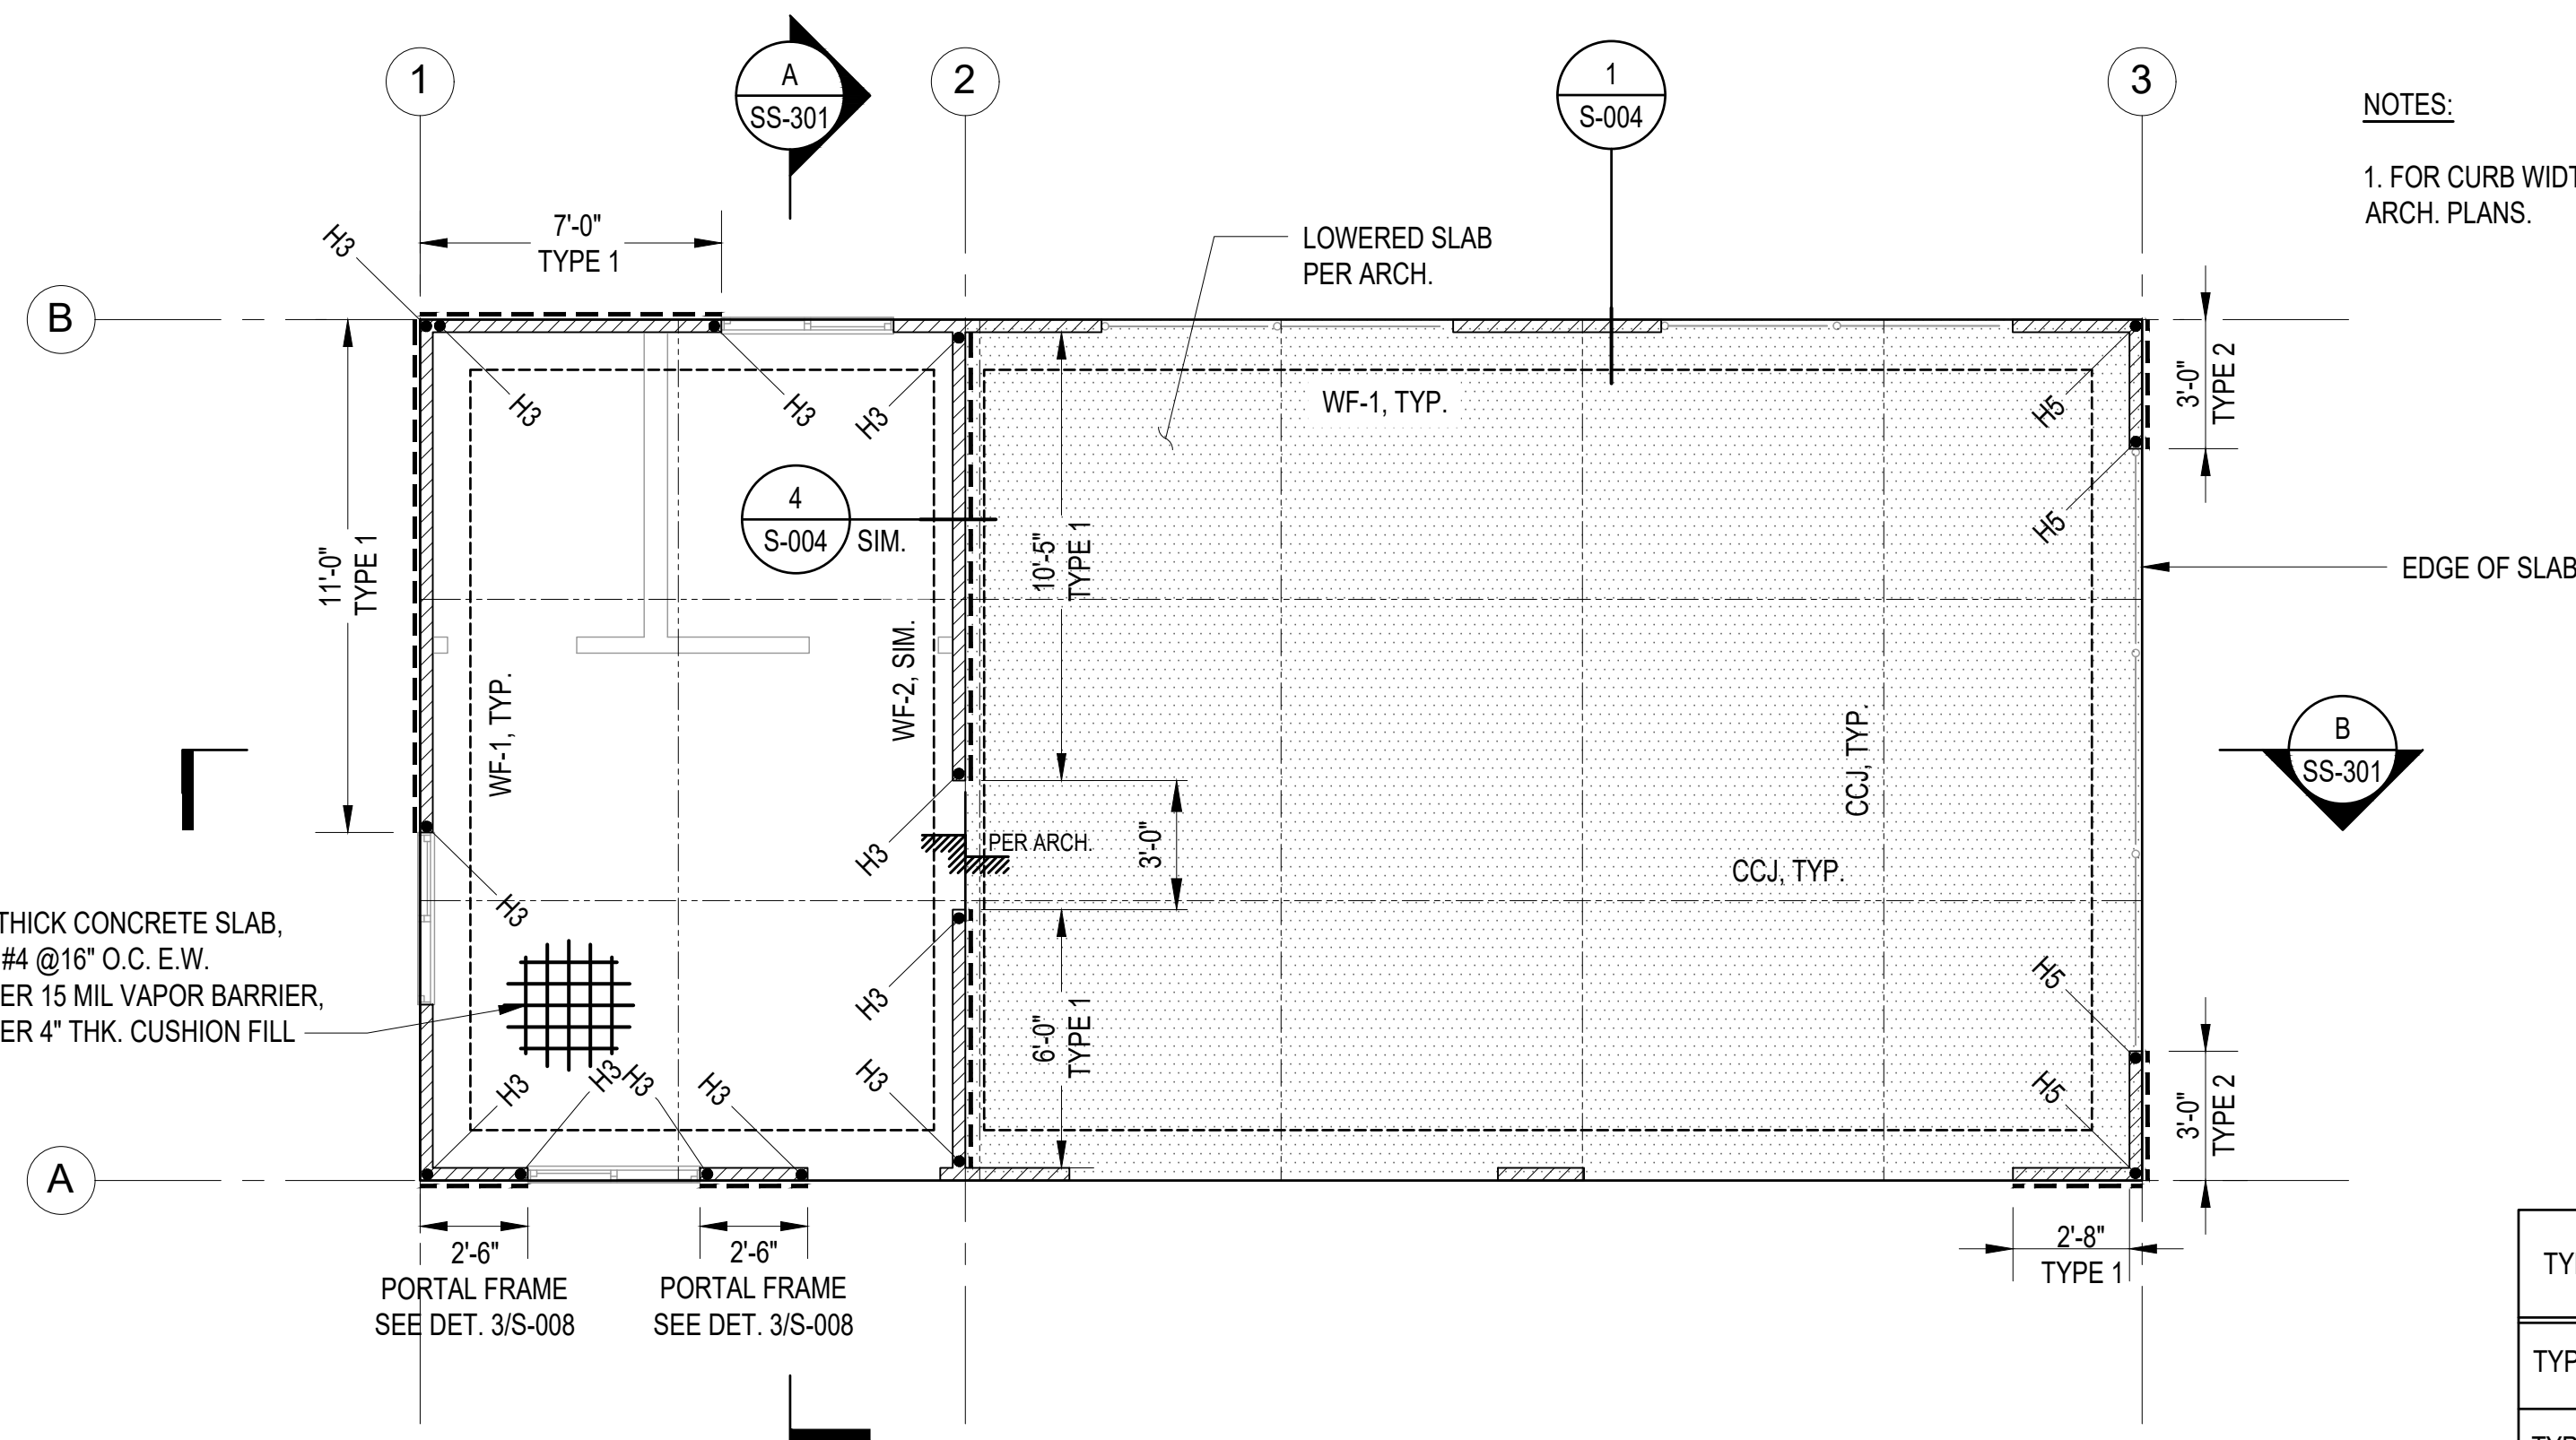 1
A
SS-301
2
1
S-004
3
NOTES:
1. FOR CURB
ARCH. PLANS.
7'-0"
TYPE 1
H3
LOWERED SLAB
PER ARCH.
B
3'-0"
TYPE 2
WF-1, TYP.
H3
H3
H3
H5
4
S-004
SIM.
H5
11'-0"
TYPE 1
10'-5"
TYPE 1
EDGE OF SLAB
WF-1, TYP.
WF-2, SIM.
CCJ, TYP.
B
SS-301
PER ARCH.
3'-0"
H3
CCJ, TYP.
H3
THICK CONCRETE SLAB,
#4 @16" O.C. E.W.
15 MIL VAPOR BARRIER,
4" THK. CUSHION FILL
H3
H5
6'-0"
TYPE 1
H3
H3
H3
H3
H3
H5
3'-0"
TYPE 2
A
2'-6"
PORTAL FRAME
SEE DET. 3/S-008
2'-6"
PORTAL FRAME
SEE DET. 3/S-008
2'-8"
TYPE 1